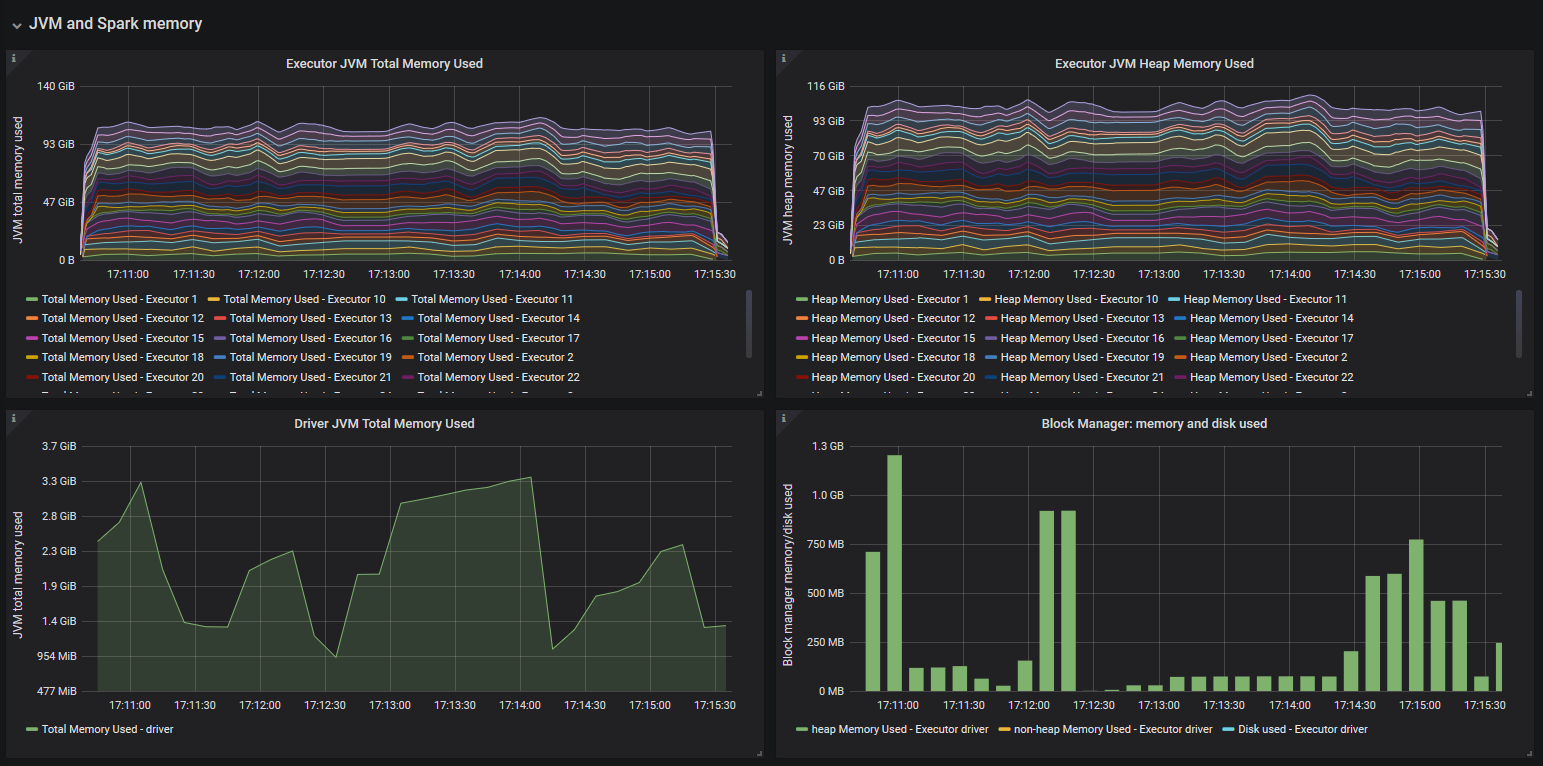 JVM and Spark memory
Executor JVM Total Memory Used
JVM total memory used
140 GiB
93 GiB
47 GiB
0 B
17:11:00 17:11:30 17:12:00 17:12:30 17:13:00 17:13:30 17:14:00 17:14:30 17:15:00 17:15:30
Total Memory Used - Executor 1 Total Memory Used - Executor 10 Total Memory Used - Executor 11
Total Memory Used - Executor 12 Total Memory Used - Executor 13 Total Memory Used - Executor 14
Total Memory Used - Executor 15 Total Memory Used - Executor 16 Total Memory Used - Executor 17
Total Memory Used - Executor 18 Total Memory Used - Executor 19 Total Memory Used - Executor 2
Total Memory Used - Executor 20 Total Memory Used - Executor 21 Total Memory Used - Executor 22
Executor JVM Heap Memory Used
JVM heap memory used
116 GiB
93 GiB
70 GiB
47 GiB
23 GiB
0 B
17:11:00 17:11:30 17:12:00 17:12:30 17:13:00 17:13:30 17:14:00 17:14:30 17:15:00 17:15:30
Heap Memory Used - Executor 1 Heap Memory Used - Executor 10 Heap Memory Used - Executor 11
Heap Memory Used - Executor 12 Heap Memory Used - Executor 13 Heap Memory Used - Executor 14
Heap Memory Used - Executor 15 Heap Memory Used - Executor 16 Heap Memory Used - Executor 17
Heap Memory Used - Executor 18 Heap Memory Used - Executor 19 Heap Memory Used - Executor 2
Heap Memory Used - Executor 20 Heap Memory Used - Executor 21 Heap Memory Used - Executor 22
Driver JVM Total Memory Used
JVM total memory used
3.7 GiB
3.3 GiB
2.8 GiB
2.3 GiB
1.9 GiB
1.4 GiB
954 MiB
477 MiB
17:11:00 17:11:30 17:12:00 17:12:30 17:13:00 17:13:30 17:14:00 17:14:30 17:15:00 17:15:30
Total Memory Used - driver
Block Manager: memory and disk used
Block manager memory/disk used
1.3 GB
1.0 GB
750 MB
500 MB
250 MB
0 MB
17:11:00 17:11:30 17:12:00 17:12:30 17:13:00 17:13:30 17:14:00 17:14:30 17:15:00 17:15:30
heap Memory Used - Executor driver non-heap Memory Used - Executor driver Disk used - Executor driver